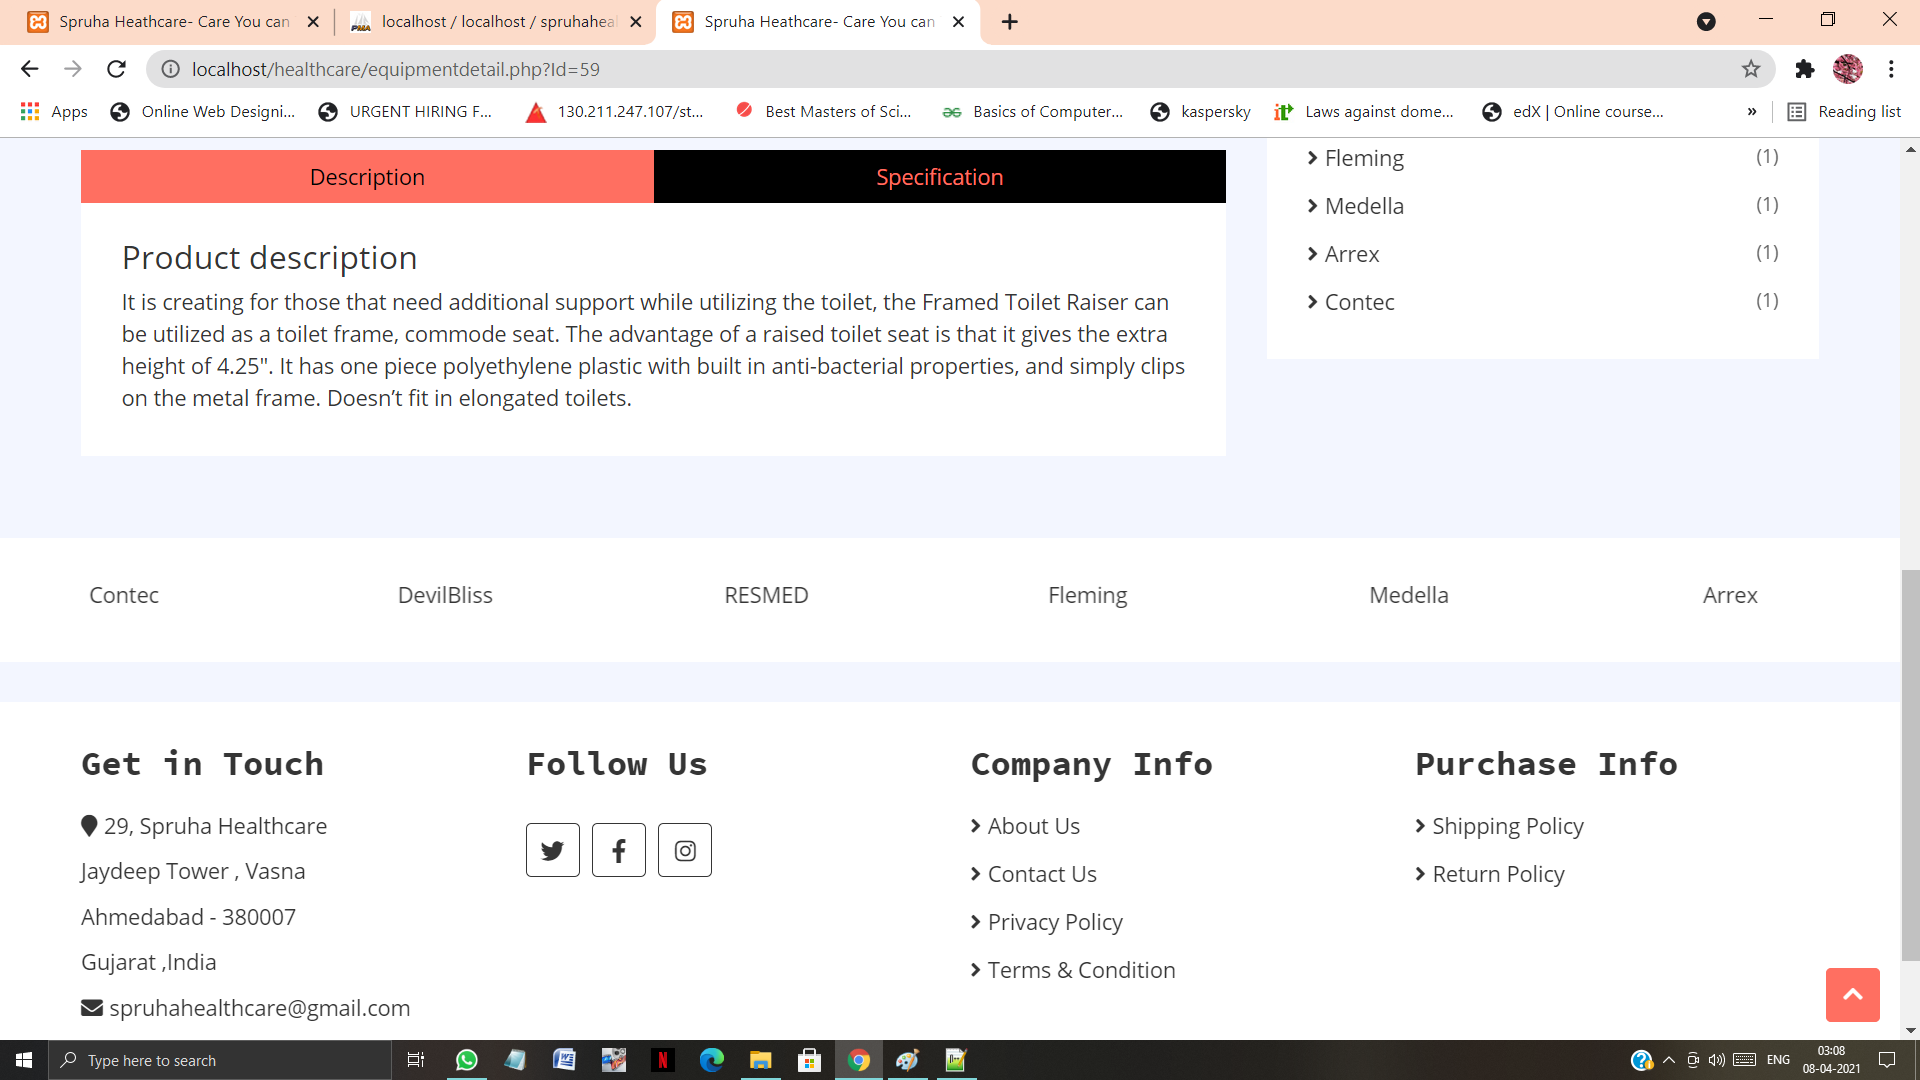 Spruha Heathcare- Care You can
localhost / localhost / spruhaheal
Spruha Heathcare- Care You can
localhost/healthcare/equipmentdetail.php?Id=59
Apps
Online Web Designi...
URGENT HIRING F...
130.211.247.107/st...
Best Masters of Sci...
Basics of Computer...
kaspersky
Laws against dome...
edX | Online course...
»
Reading list
Description
Specification
Product description
It is creating for those that need additional support while utilizing the toilet, the Framed Toilet Raiser can
be utilized as a toilet frame, commode seat. The advantage of a raised toilet seat is that it gives the extra
height of 4.25". It has one piece polyethylene plastic with built in anti-bacterial properties, and simply clips
on the metal frame. Doesn’t fit in elongated toilets.
Fleming (1)
Medella (1)
Arrex (1)
Contec (1)
Contec
DevilBliss
RESMED
Fleming
Medella
Arrex
Get in Touch
29, Spruha Healthcare
Jaydeep Tower , Vasna
Ahmedabad - 380007
Gujarat ,India
spruhahealthcare@gmail.com
Follow Us
Company Info
About Us
Contact Us
Privacy Policy
Terms & Condition
Purchase Info
Shipping Policy
Return Policy
Type here to search
ENG
03:08
08-04-2021